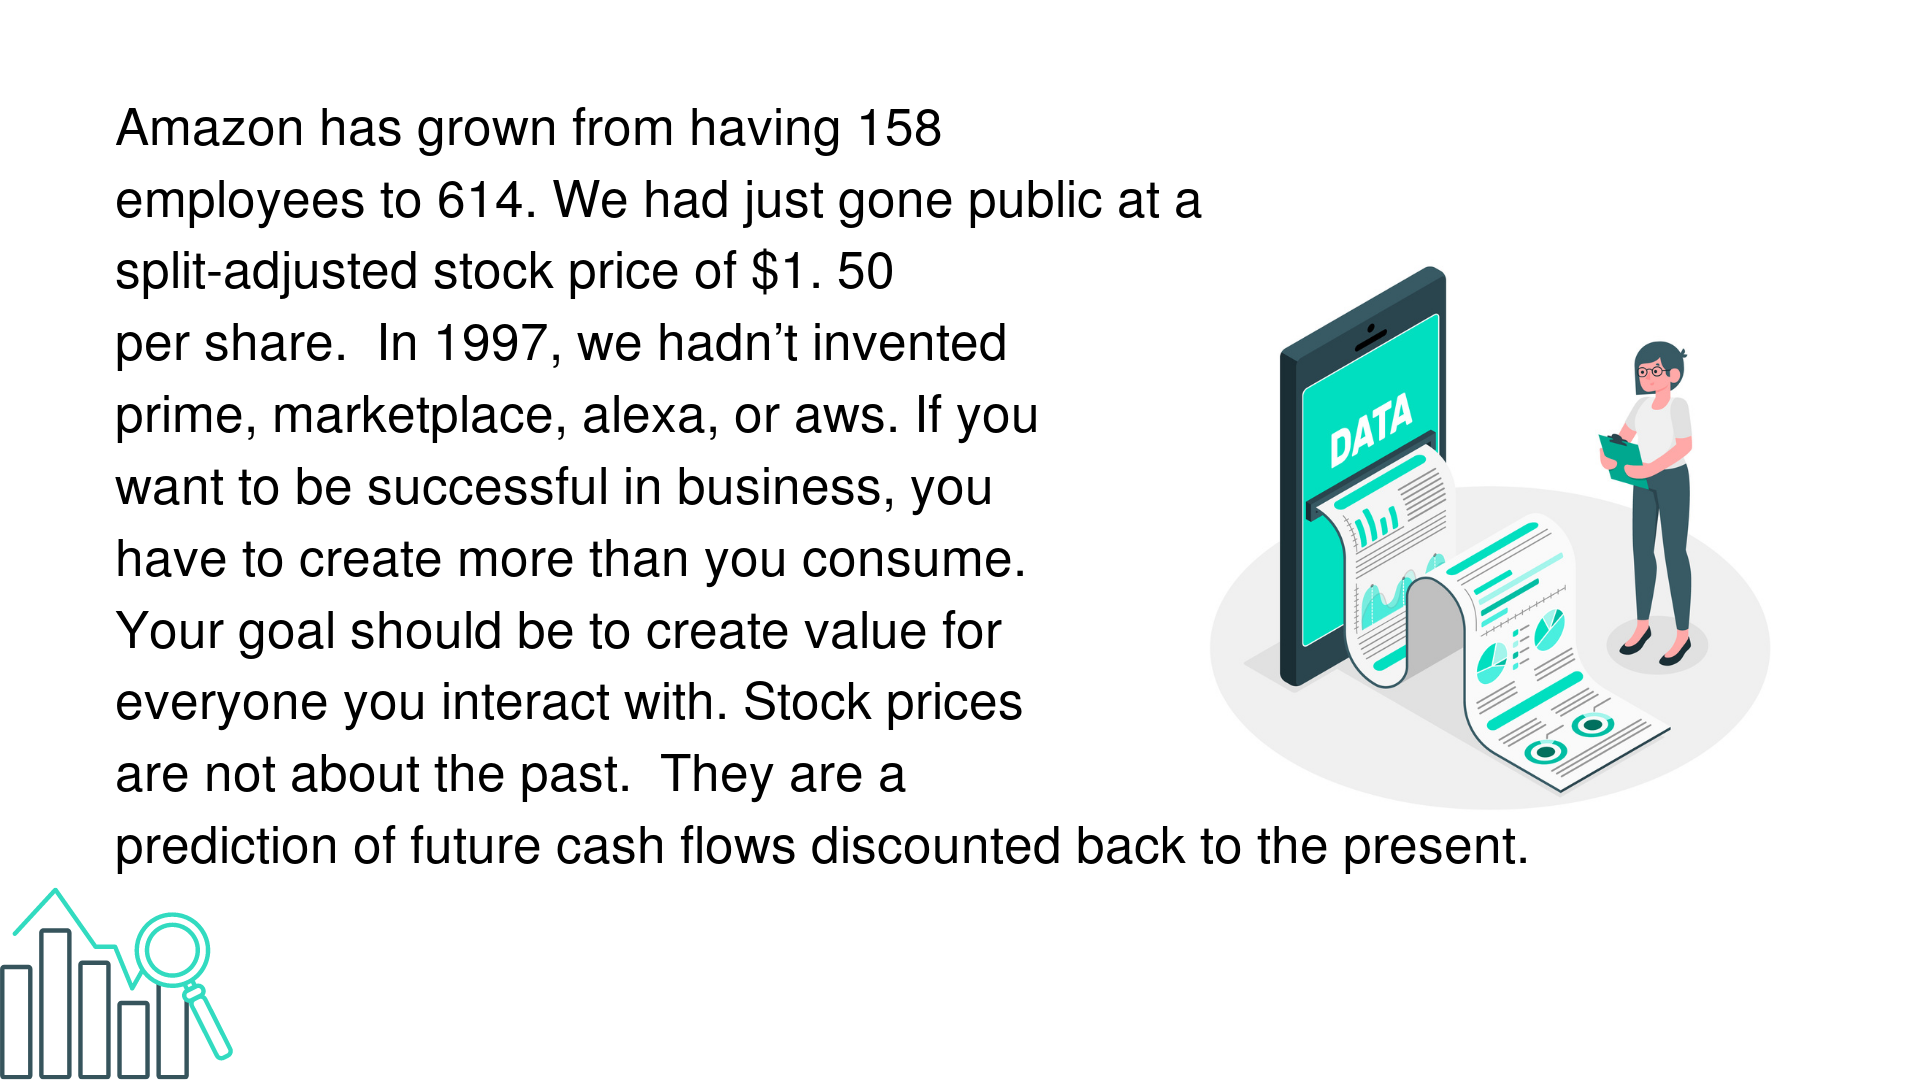 Amazon has grown from having 158
employees to 614. We had just gone public at a
split-adjusted stock price of $1. 50
per share.  In 1997, we hadn’t invented
prime, marketplace, alexa, or aws. If you
want to be successful in business, you
have to create more than you consume.
Your goal should be to create value for
everyone you interact with. Stock prices
are not about the past.  They are a
prediction of future cash flows discounted back to the present.
DATA